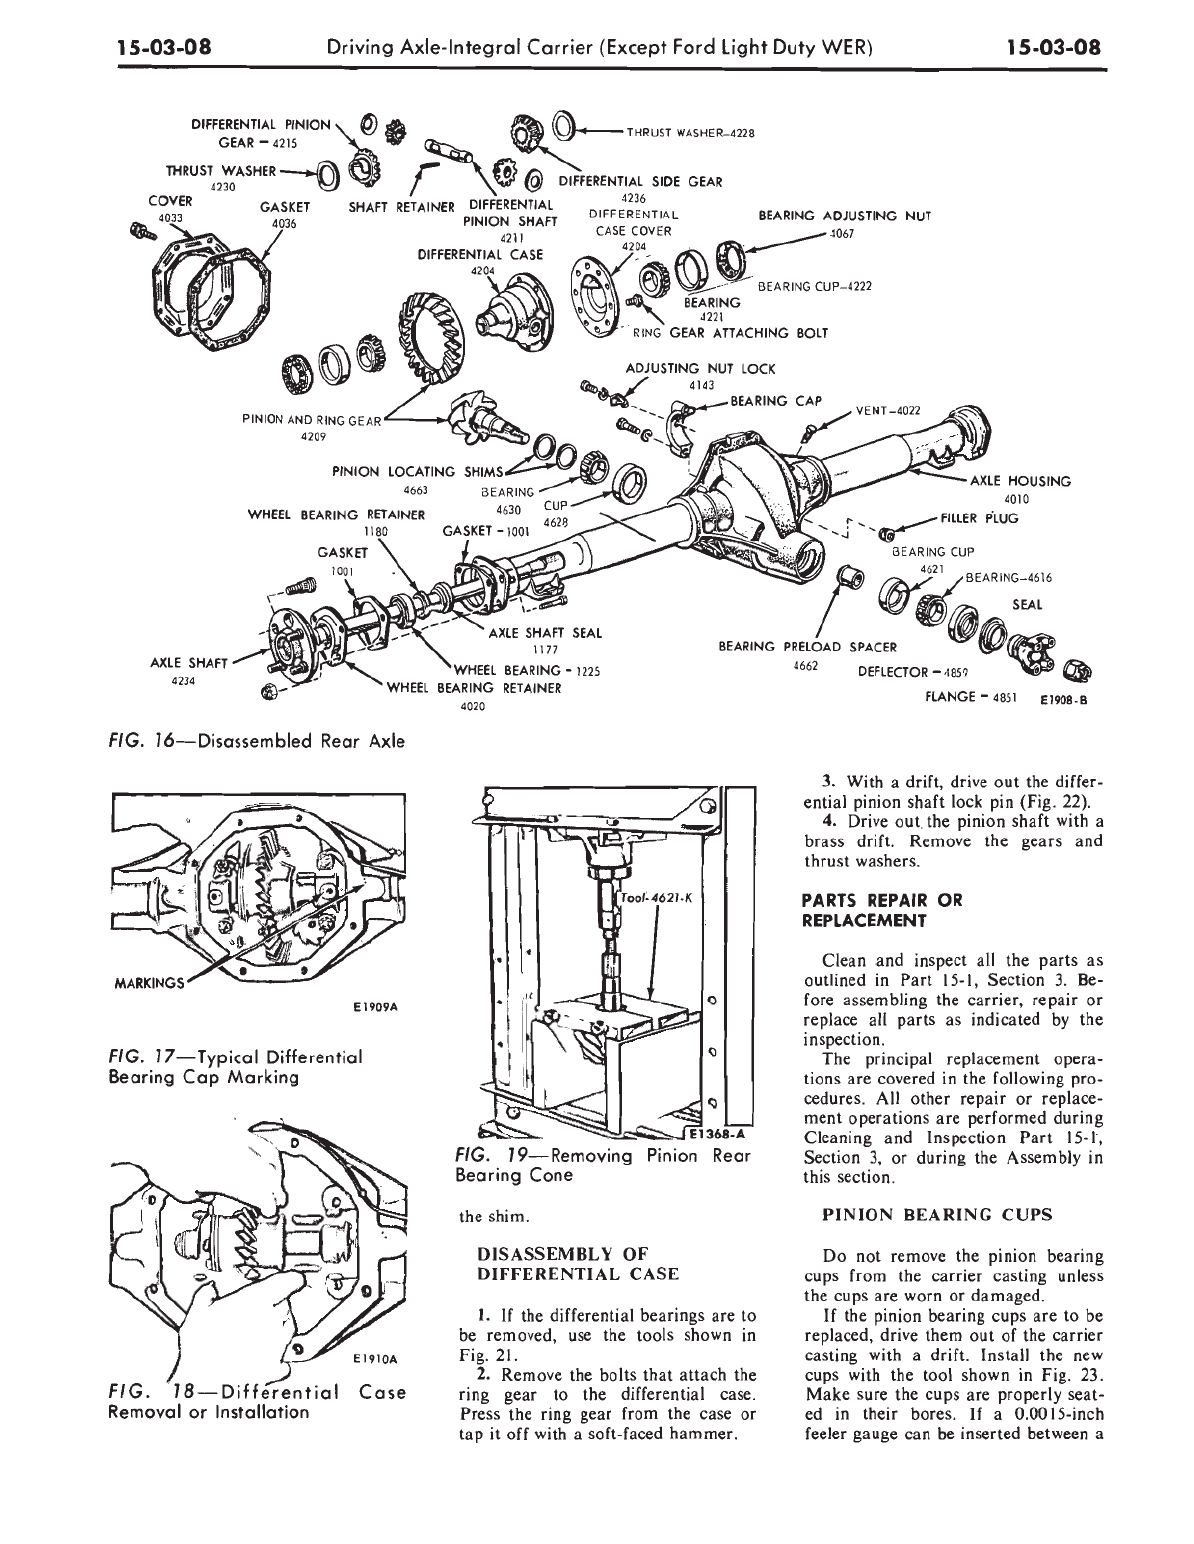 15-03-08 Driving Axle-Integral Carrier (Except Ford Light Duty WER) 15-03-08
DIFFERENTIAL PINION
GEAR - 4215
THRUST WASHER-4228
THRUST WASHER
4230
DIFFERENTIAL SIDE GEAR
4236
COVER
4033
GASKET
4036
SHAFT RETAINER
DIFFERENTIAL
PINION SHAFT
4211
DIFFERENTIAL
CASE COVER
4204
BEARING ADJUSTING NUT
4067
DIFFERENTIAL CASE
4204
BEARING CUP-4222
BEARING
4221
RING GEAR ATTACHING BOLT
ADJUSTING NUT LOCK
4143
BEARING CAP
VENT-4022
PINION AND RING GEAR
4209
PINION LOCATING SHIMS
4663
BEARING
4630
CUP
4628
AXLE HOUSING
4010
WHEEL BEARING RETAINER
1180
GASKET - 1001
FILLER PLUG
GASKET
1001
BEARING CUP
4621
BEARING-4616
SEAL
AXLE SHAFT SEAL
1177
BEARING PRELOAD SPACER
4662
AXLE SHAFT
4234
WHEEL BEARING - 1225
DEFLECTOR - 4859
WHEEL BEARING RETAINER
4020
FLANGE - 4851
E1908-B
FIG. 16—Disassembled Rear Axle
MARKINGS
E1909A
FIG. 17—Typical Differential
Bearing Cap Marking
E1910A
FIG. 18—Differential Case
Removal or Installation
Tool-4621-K
E1368-A
FIG. 19—Removing Pinion Rear
Bearing Cone
the shim.
DISASSEMBLY OF
DIFFERENTIAL CASE
1. If the differential bearings are to
be removed, use the tools shown in
Fig. 21.
2. Remove the bolts that attach the
ring gear to the differential case.
Press the ring gear from the case or
tap it off with a soft-faced hammer.
3. With a drift, drive out the differ-
ential pinion shaft lock pin (Fig. 22).
4. Drive out the pinion shaft with a
brass drift. Remove the gears and
thrust washers.
PARTS REPAIR OR
REPLACEMENT
Clean and inspect all the parts as
outlined in Part 15-1, Section 3. Be-
fore assembling the carrier, repair or
replace all parts as indicated by the
inspection.
The principal replacement opera-
tions are covered in the following pro-
cedures. All other repair or replace-
ment operations are performed during
Cleaning and Inspection Part 15-1,
Section 3, or during the Assembly in
this section.
PINION BEARING CUPS
Do not remove the pinion bearing
cups from the carrier casting unless
the cups are worn or damaged.
If the pinion bearing cups are to be
replaced, drive them out of the carrier
casting with a drift. Install the new
cups with the tool shown in Fig. 23.
Make sure the cups are properly seat-
ed in their bores. If a 0.0015-inch
feeler gauge can be inserted between a